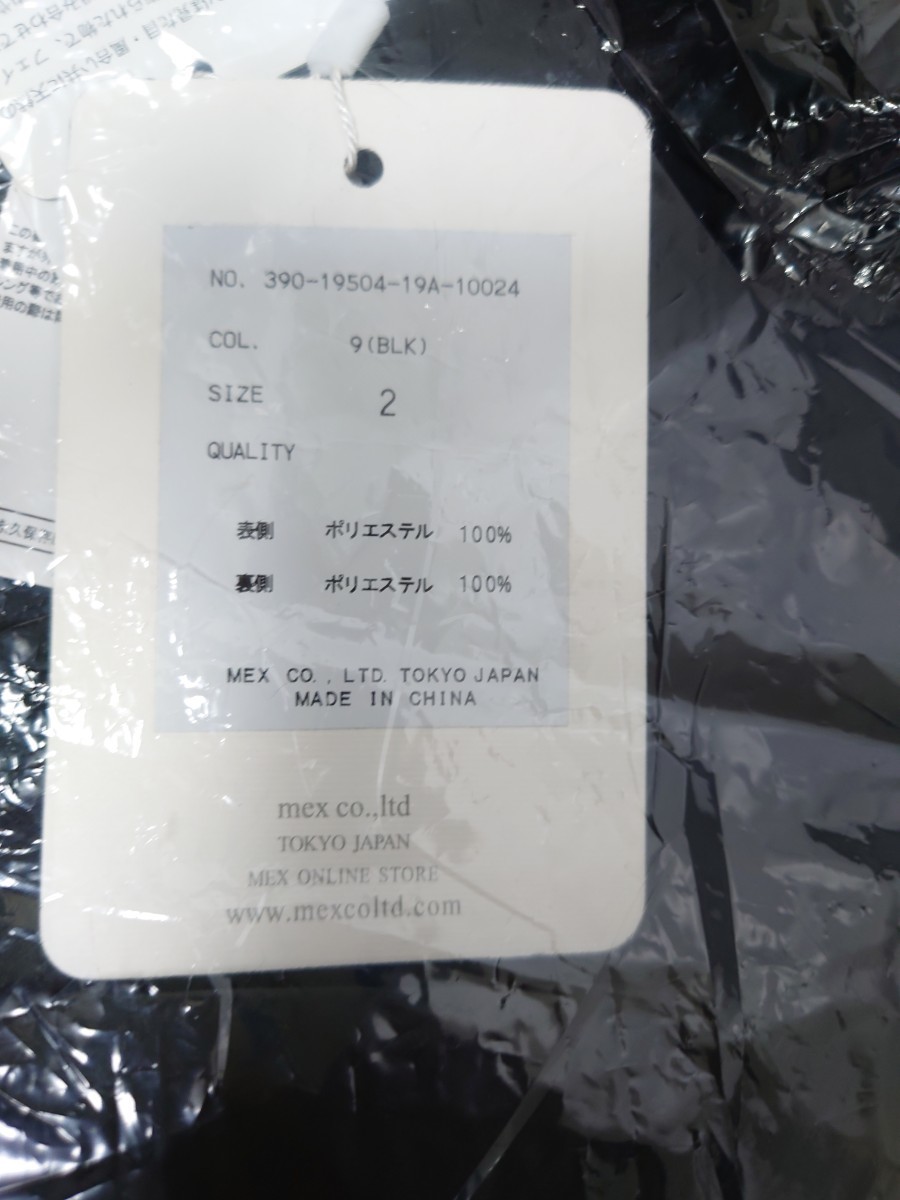 NO. 390-19504-19A-10024
COL. 9(BLK)
SIZE 2
QUALITY
表側 ポリエステル 100%
裏側 ポリエステル 100%
MEX CO., LTD. TOKYO JAPAN
MADE IN CHINA
mex co.,ltd
TOKYO JAPAN
MEX ONLINE STORE
www.mexcoltd.com